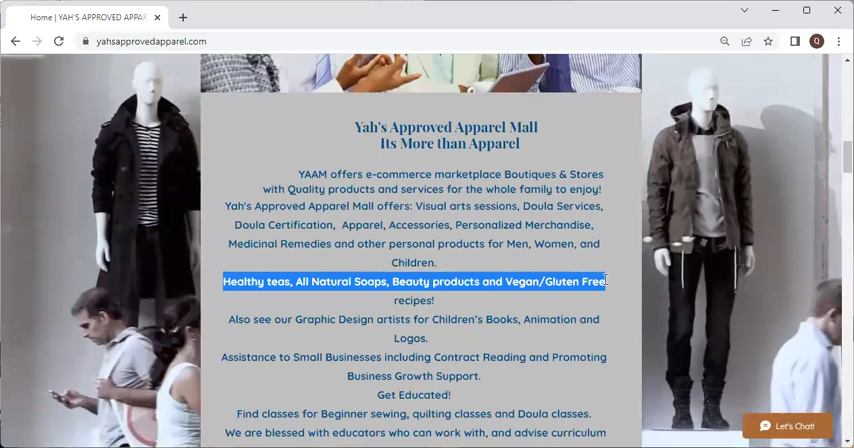 Home | YAH'S APPROVED APPAR
yahsapprovedapparel.com
Q
Yah's Approved Apparel Mall
Its More than Apparel
YAAM offers e-commerce marketplace Boutiques & Stores
with Quality products and services for the whole family to enjoy!
Yah's Approved Apparel Mall offers: Visual arts sessions, Doula Services,
Doula Certification, Apparel, Accessories, Personalized Merchandise,
Medicinal Remedies and other personal products for Men, Women, and
Children.
Healthy teas, All Natural Soaps, Beauty products and Vegan/Gluten Free
recipes!
Also see our Graphic Design artists for Children's Books, Animation and
Logos.
Assistance to Small Businesses including Contract Reading and Promoting
Business Growth Support.
Get Educated!
Find classes for Beginner sewing, quilting classes and Doula classes.
We are blessed with educators who can work with, and advise curriculum
Let's Chat!